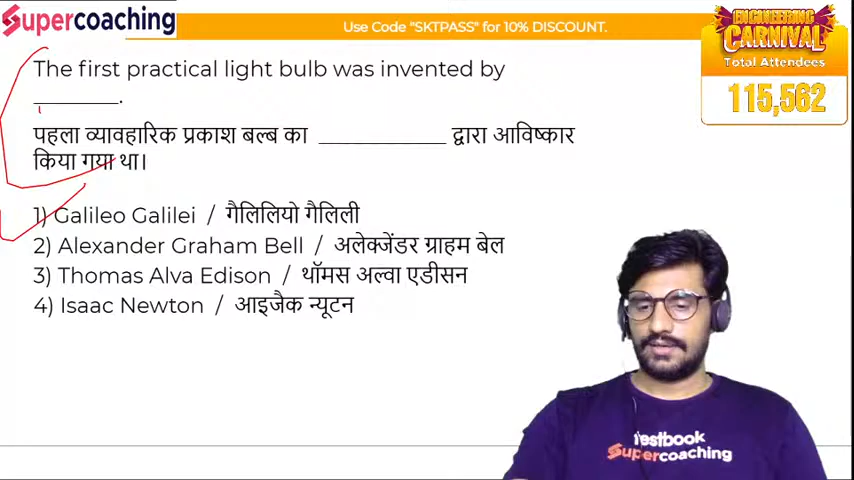 Supercoaching
Use Code "SKTPASS" for 10% DISCOUNT.
ENGINEERING
CARNIVAL
Total Attendees
115,562
The first practical light bulb was invented by
________.
पहला व्यावहारिक प्रकाश बल्ब का ____________ द्वारा आविष्कार
किया गया था।
1) Galileo Galilei / गैलिलियो गैलिली
2) Alexander Graham Bell / अलेक्जेंडर ग्राहम बेल
3) Thomas Alva Edison / थॉमस अल्वा एडीसन
4) Isaac Newton / आइजैक न्यूटन
testbook
Supercoaching